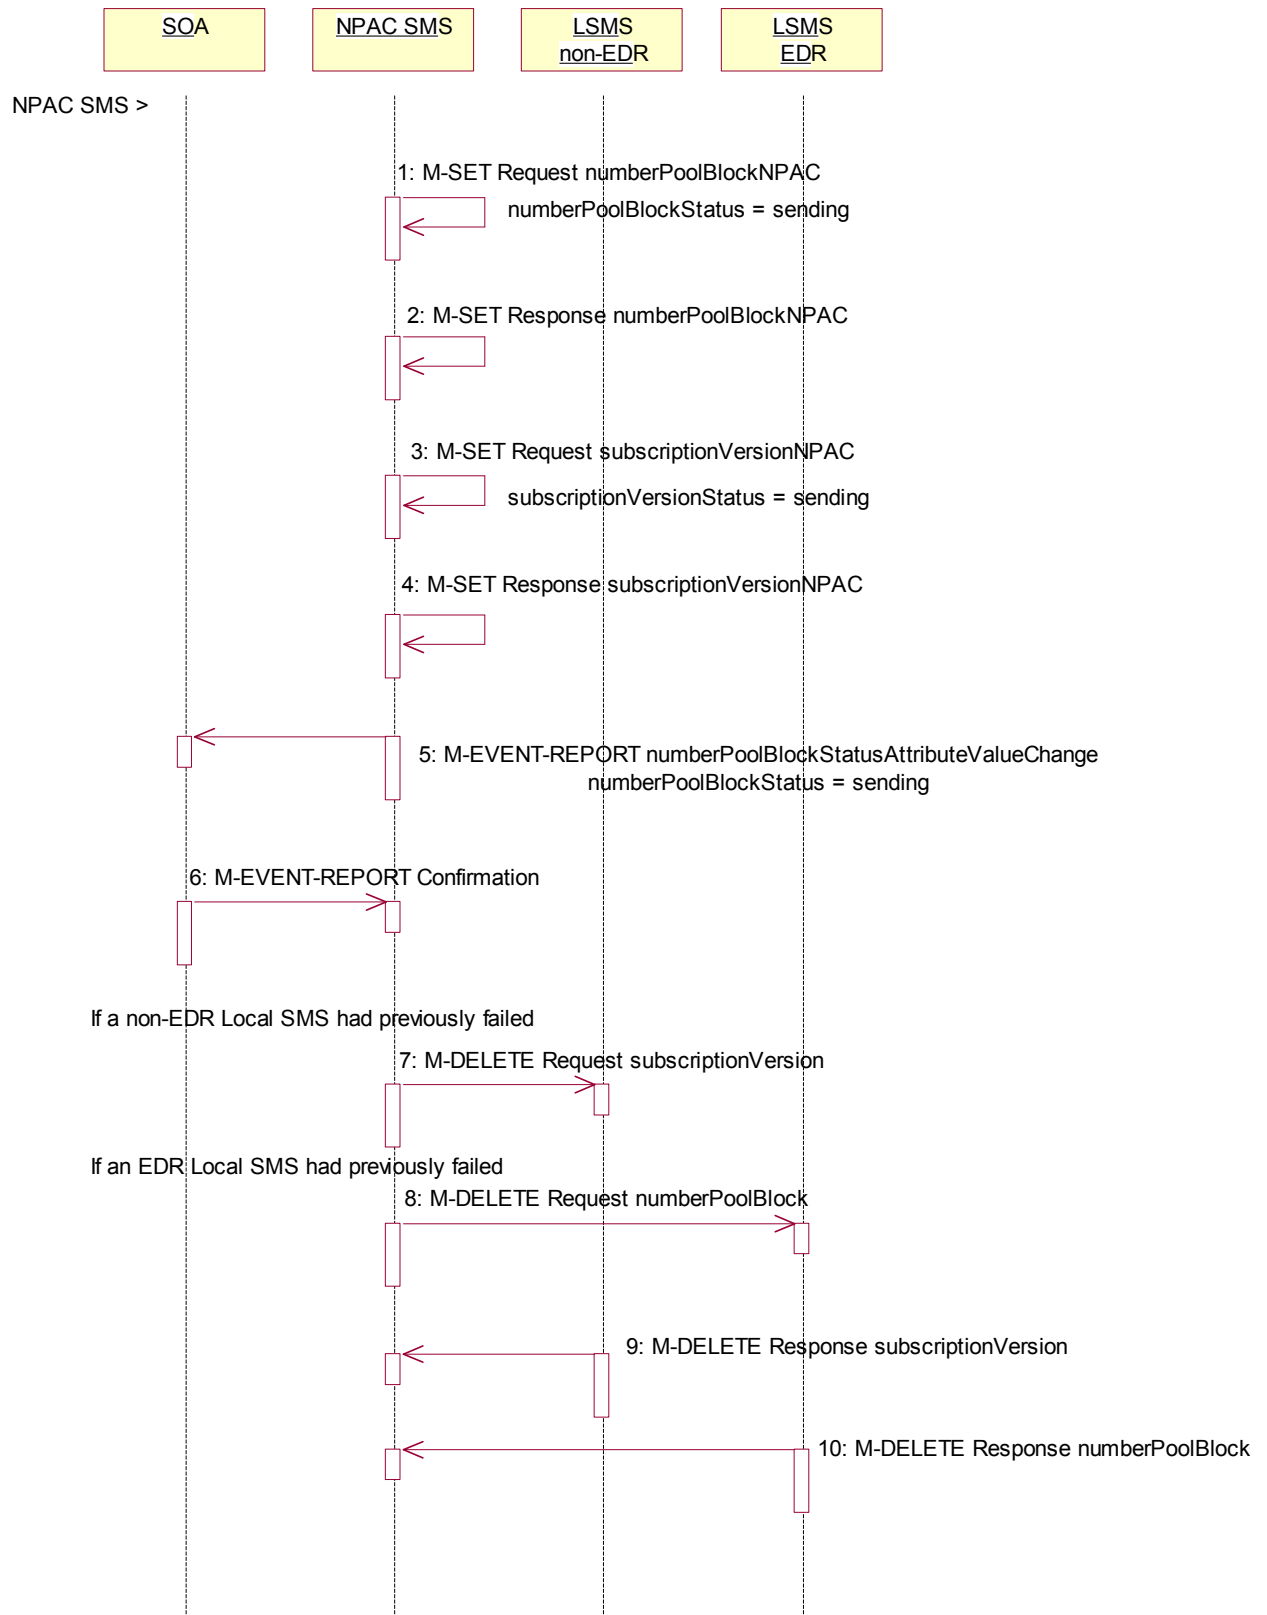 SOA
NPAC SMS
LSMS
non-EDR
LSMS
EDR
NPAC SMS >
1: M-SET Request numberPoolBlockNPAC
numberPoolBlockStatus = sending
2: M-SET Response numberPoolBlockNPAC
3: M-SET Request subscriptionVersionNPAC
subscriptionVersionStatus = sending
4: M-SET Response subscriptionVersionNPAC
5: M-EVENT-REPORT numberPoolBlockStatusAttributeValueChange
numberPoolBlockStatus = sending
6: M-EVENT-REPORT Confirmation
If a non-EDR Local SMS had previously failed
7: M-DELETE Request subscriptionVersion
If an EDR Local SMS had previously failed
8: M-DELETE Request numberPoolBlock
9: M-DELETE Response subscriptionVersion
10: M-DELETE Response numberPoolBlock